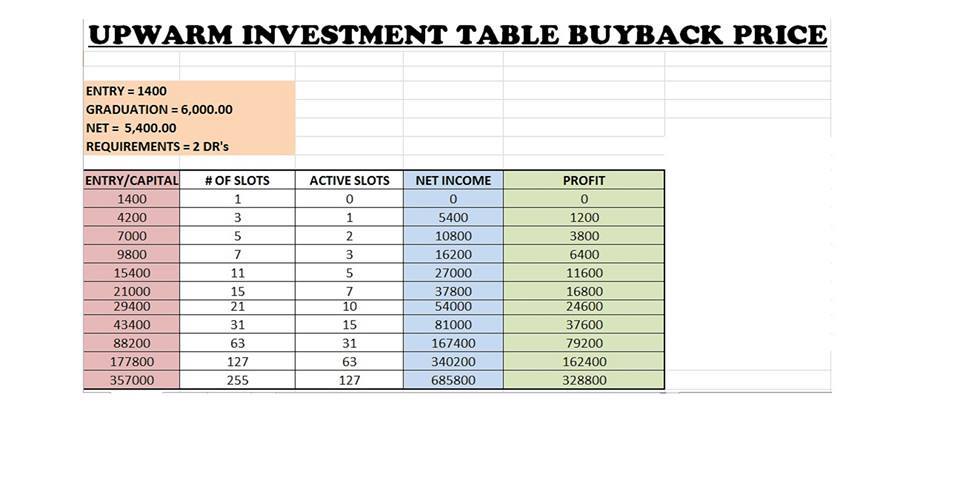 UPWARM INVESTMENT TABLE BUYBACK PRICE
ENTRY = 1400
GRADUATION = 6,000.00
NET = 5,400.00
REQUIREMENTS = 2 DR's
ENTRY/CAPITAL # OF SLOTS ACTIVE SLOTS NET INCOME PROFIT
1400 1 0 0 0
4200 3 1 5400 1200
7000 5 2 10800 3800
9800 7 3 16200 6400
15400 11 5 27000 11600
21000 15 7 37800 16800
29400 21 10 54000 24600
43400 31 15 81000 37600
88200 63 31 167400 79200
177800 127 63 340200 162400
357000 255 127 685800 328800